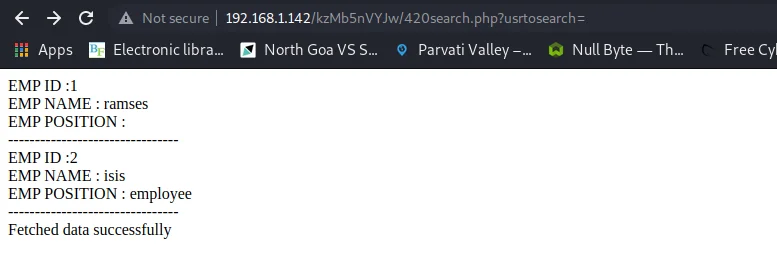 Not secure | 192.168.1.142/kzMb5nVYJw/420search.php?usrtosearch=
Apps Electronic libra... North Goa VS S... Parvati Valley –... Null Byte — Th... Free Cy
EMP ID :1
EMP NAME : ramses
EMP POSITION :
--------------------------------
EMP ID :2
EMP NAME : isis
EMP POSITION : employee
--------------------------------
Fetched data successfully